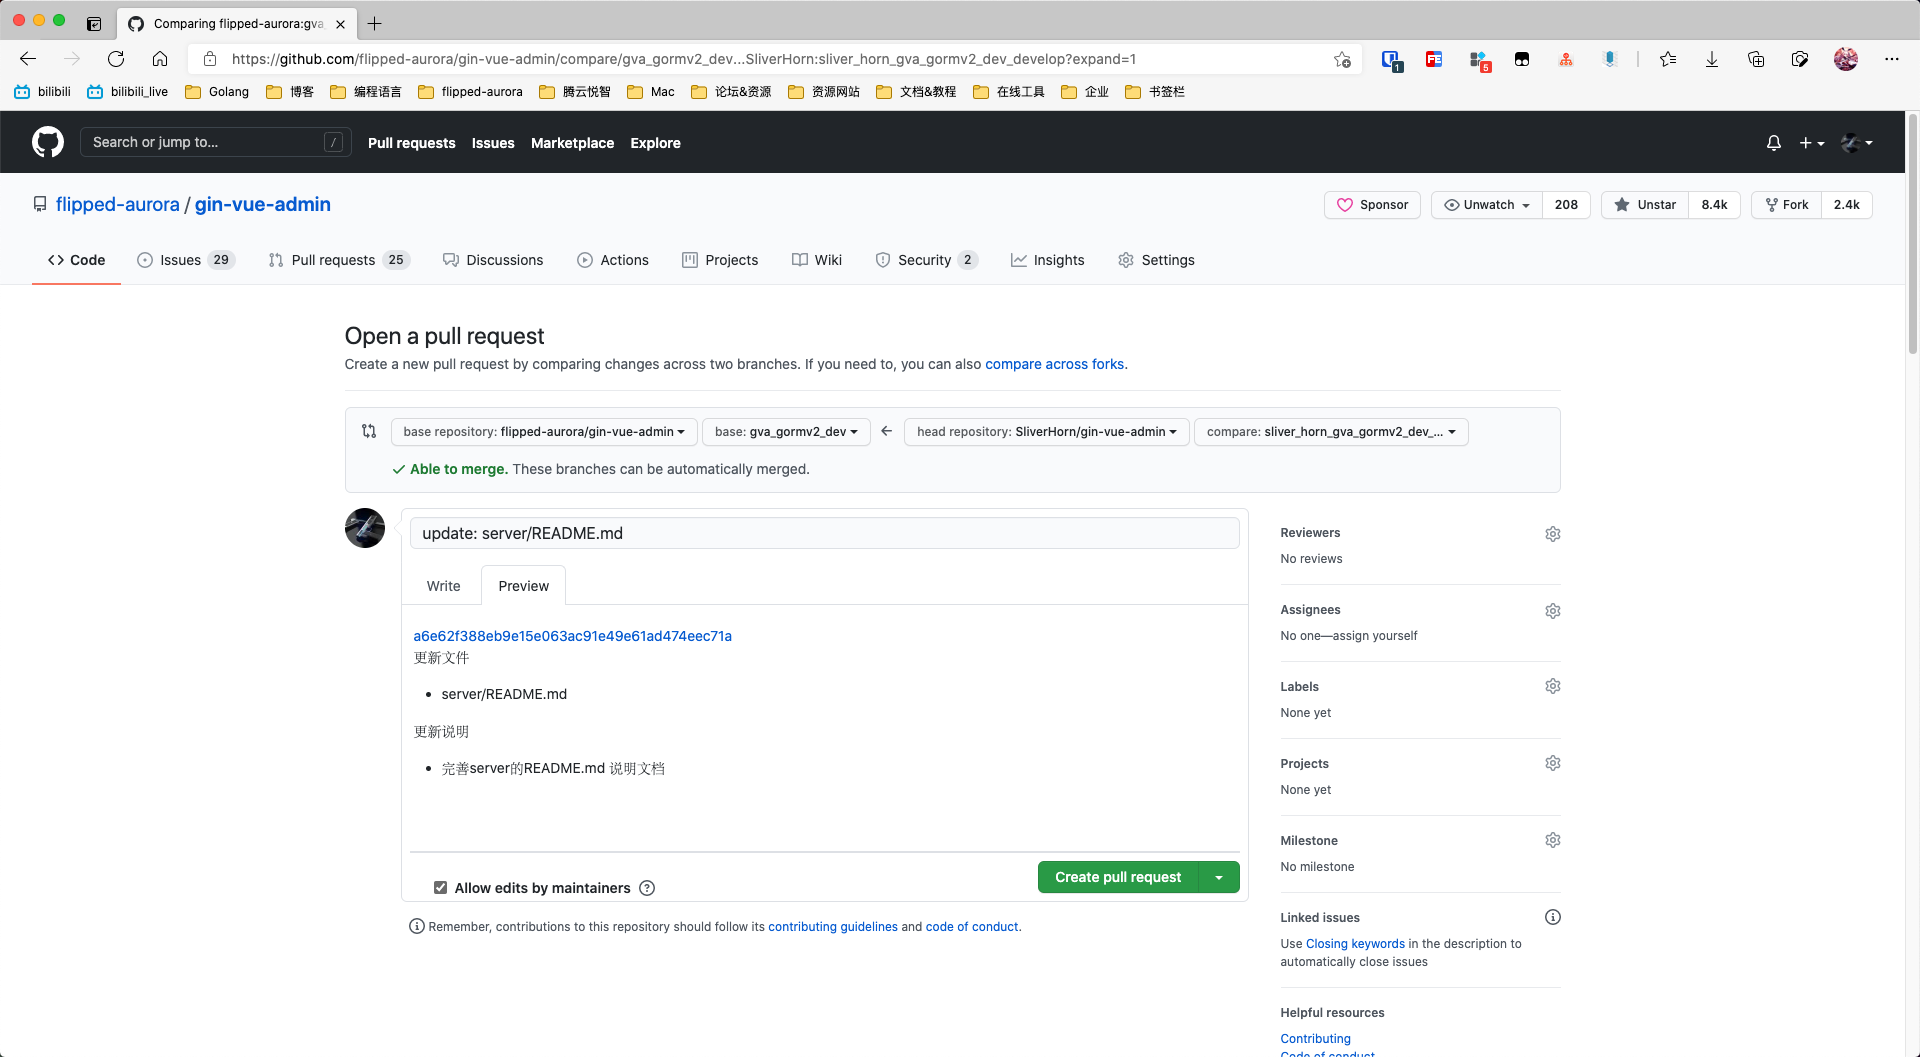 Comparing flipped-aurora:gva
https://github.com/flipped-aurora/gin-vue-admin/compare/gva_gormv2_dev...SliverHorn:sliver_horn_gva_gormv2_dev_develop?expand=1
1
FE
5
bilibili bilibili_live Golang 博客 编程语言 flipped-aurora 腾云悦智 Mac 论坛&资源 资源网站 文档&教程 在线工具 企业 书签栏
Search or jump to... / Pull requests Issues Marketplace Explore
flipped-aurora / gin-vue-admin Sponsor Unwatch 208 Unstar 8.4k Fork 2.4k
Code Issues 29 Pull requests 25 Discussions Actions Projects Wiki Security 2 Insights Settings
Open a pull request
Create a new pull request by comparing changes across two branches. If you need to, you can also compare across forks.
base repository: flipped-aurora/gin-vue-admin base: gva_gormv2_dev head repository: SliverHorn/gin-vue-admin compare: sliver_horn_gva_gormv2_dev_...
Able to merge. These branches can be automatically merged.
update: server/README.md
Write Preview
a6e62f388eb9e15e063ac91e49e61ad474eec71a
更新文件
server/README.md
更新说明
完善server的README.md 说明文档
Allow edits by maintainers
Create pull request
Remember, contributions to this repository should follow its contributing guidelines and code of conduct.
Reviewers
No reviews
Assignees
No one—assign yourself
Labels
None yet
Projects
None yet
Milestone
No milestone
Linked issues
Use Closing keywords in the description to
automatically close issues
Helpful resources
Contributing
Code of conduct